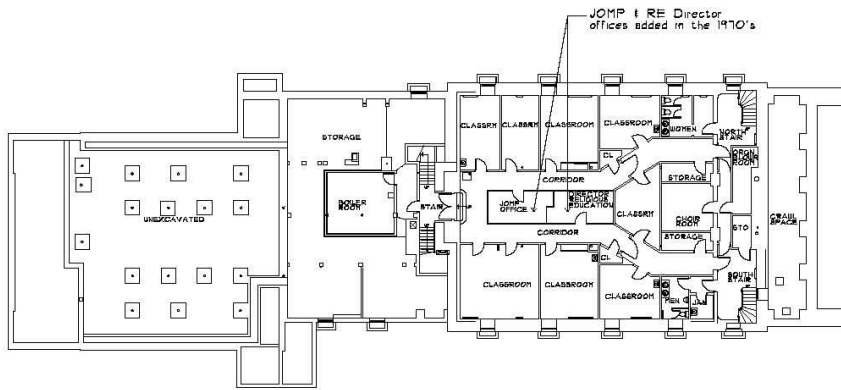 JOMP & RE Director
offices added in the 1970's
STORAGE
CLASSRM
CLASSRM
CLASSROOM
CLASSROOM
WOMEN
NORTH
STAIR
CL
ORGN
BLOWER
ROOM
CORRIDOR
STORAGE
BOILER
ROOM
STAIR
JOMP
OFFICE
DIRECTOR
RELIGIOUS
EDUCATION
CLASSRM
CHOIR
ROOM
CRAWL
SPACE
UNEXCAVATED
CORRIDOR
STORAGE
STO
CL
SOUTH
STAIR
CLASSROOM
CLASSROOM
CLASSROOM
MEN
JAN